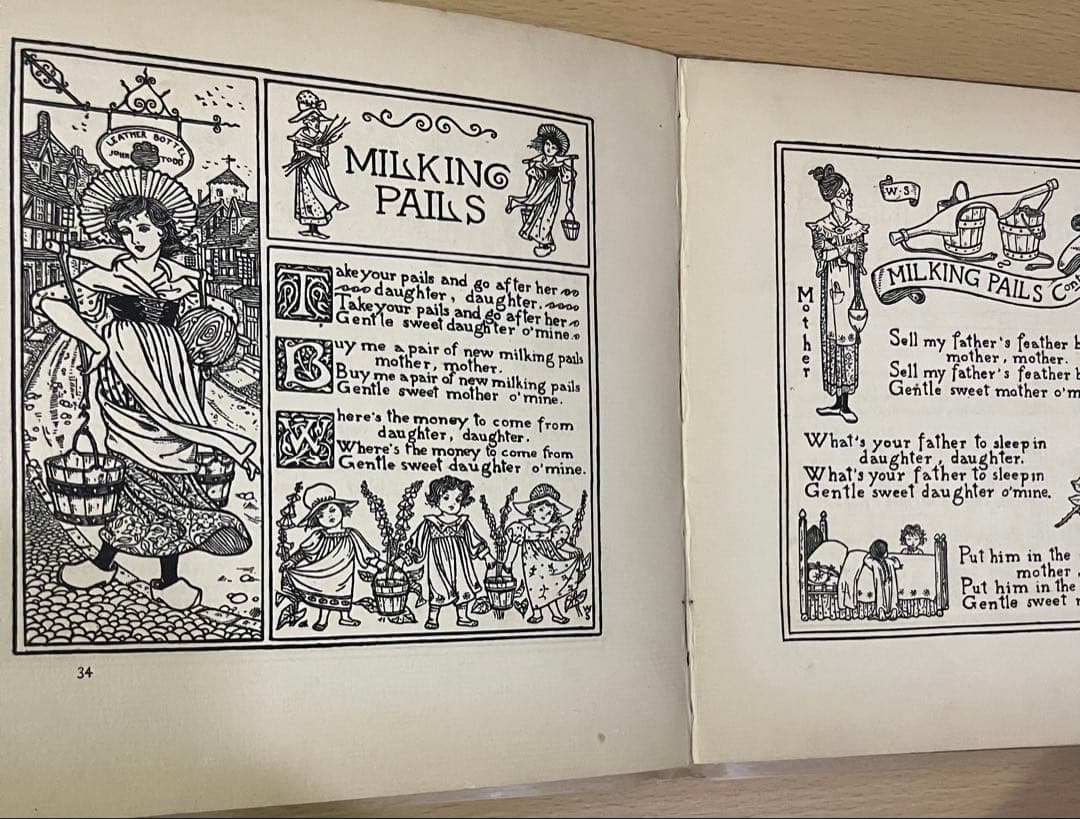 LEATHER BOTTEL
JOHN TODD
MILKING
PAILS
Take your pails and go after her
daughter, daughter.
Take your pails and go after her
Gentle sweet daughter o'mine.
Buy me a pair of new milking pails
mother, mother.
Buy me a pair of new milking pails
Gentle sweet mother o'mine.
Where's the money to come from
daughter, daughter.
Where's the money to come from
Gentle sweet daughter o'mine.
WS
34
W.S
MILKING PAILS
Mother
Sell my father's feather
mother, mother.
Sell my father's feather
Gentle sweet mother
What's your father to sleep in
daughter, daughter.
What's your father to sleep in
Gentle sweet daughter o'mine.
Put him in the
mother
Put him in the
Gentle sweet